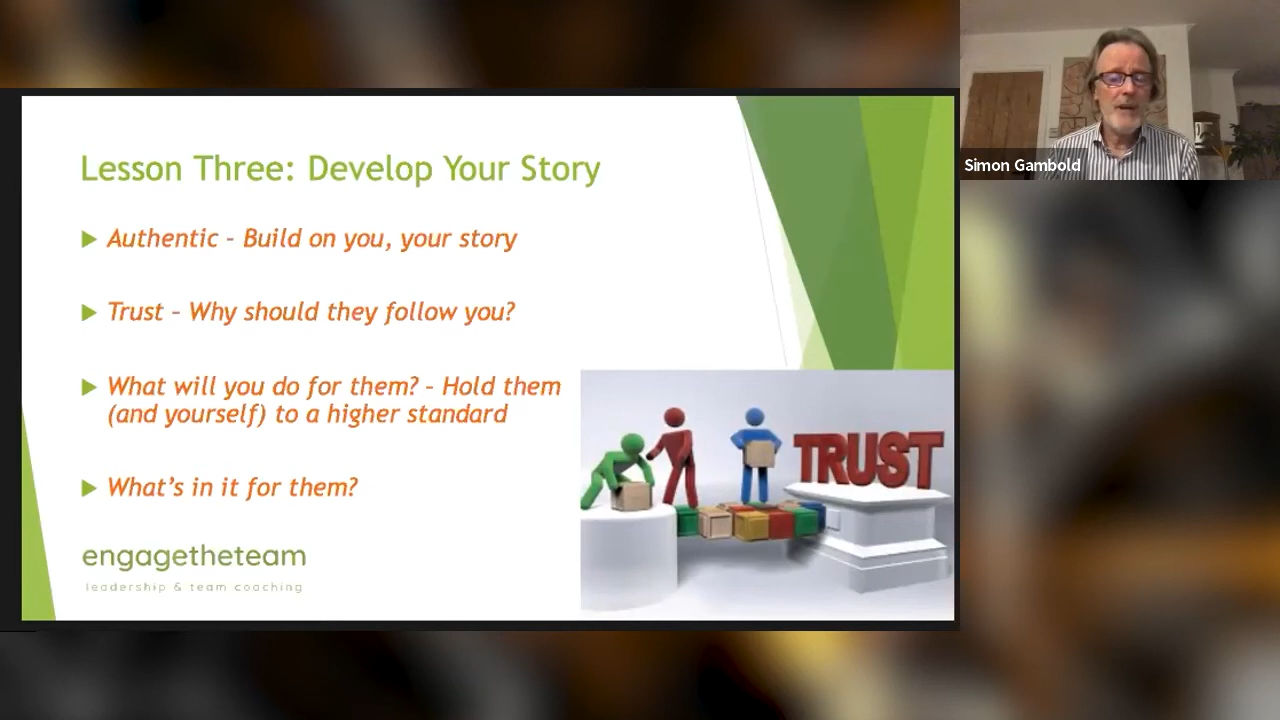 Lesson Three: Develop Your Story
Authentic – Build on you, your story
Trust – Why should they follow you?
What will you do for them? – Hold them
(and yourself) to a higher standard
What's in it for them?
engagetheteam
leadership & team coaching
TRUST
Simon Gambold